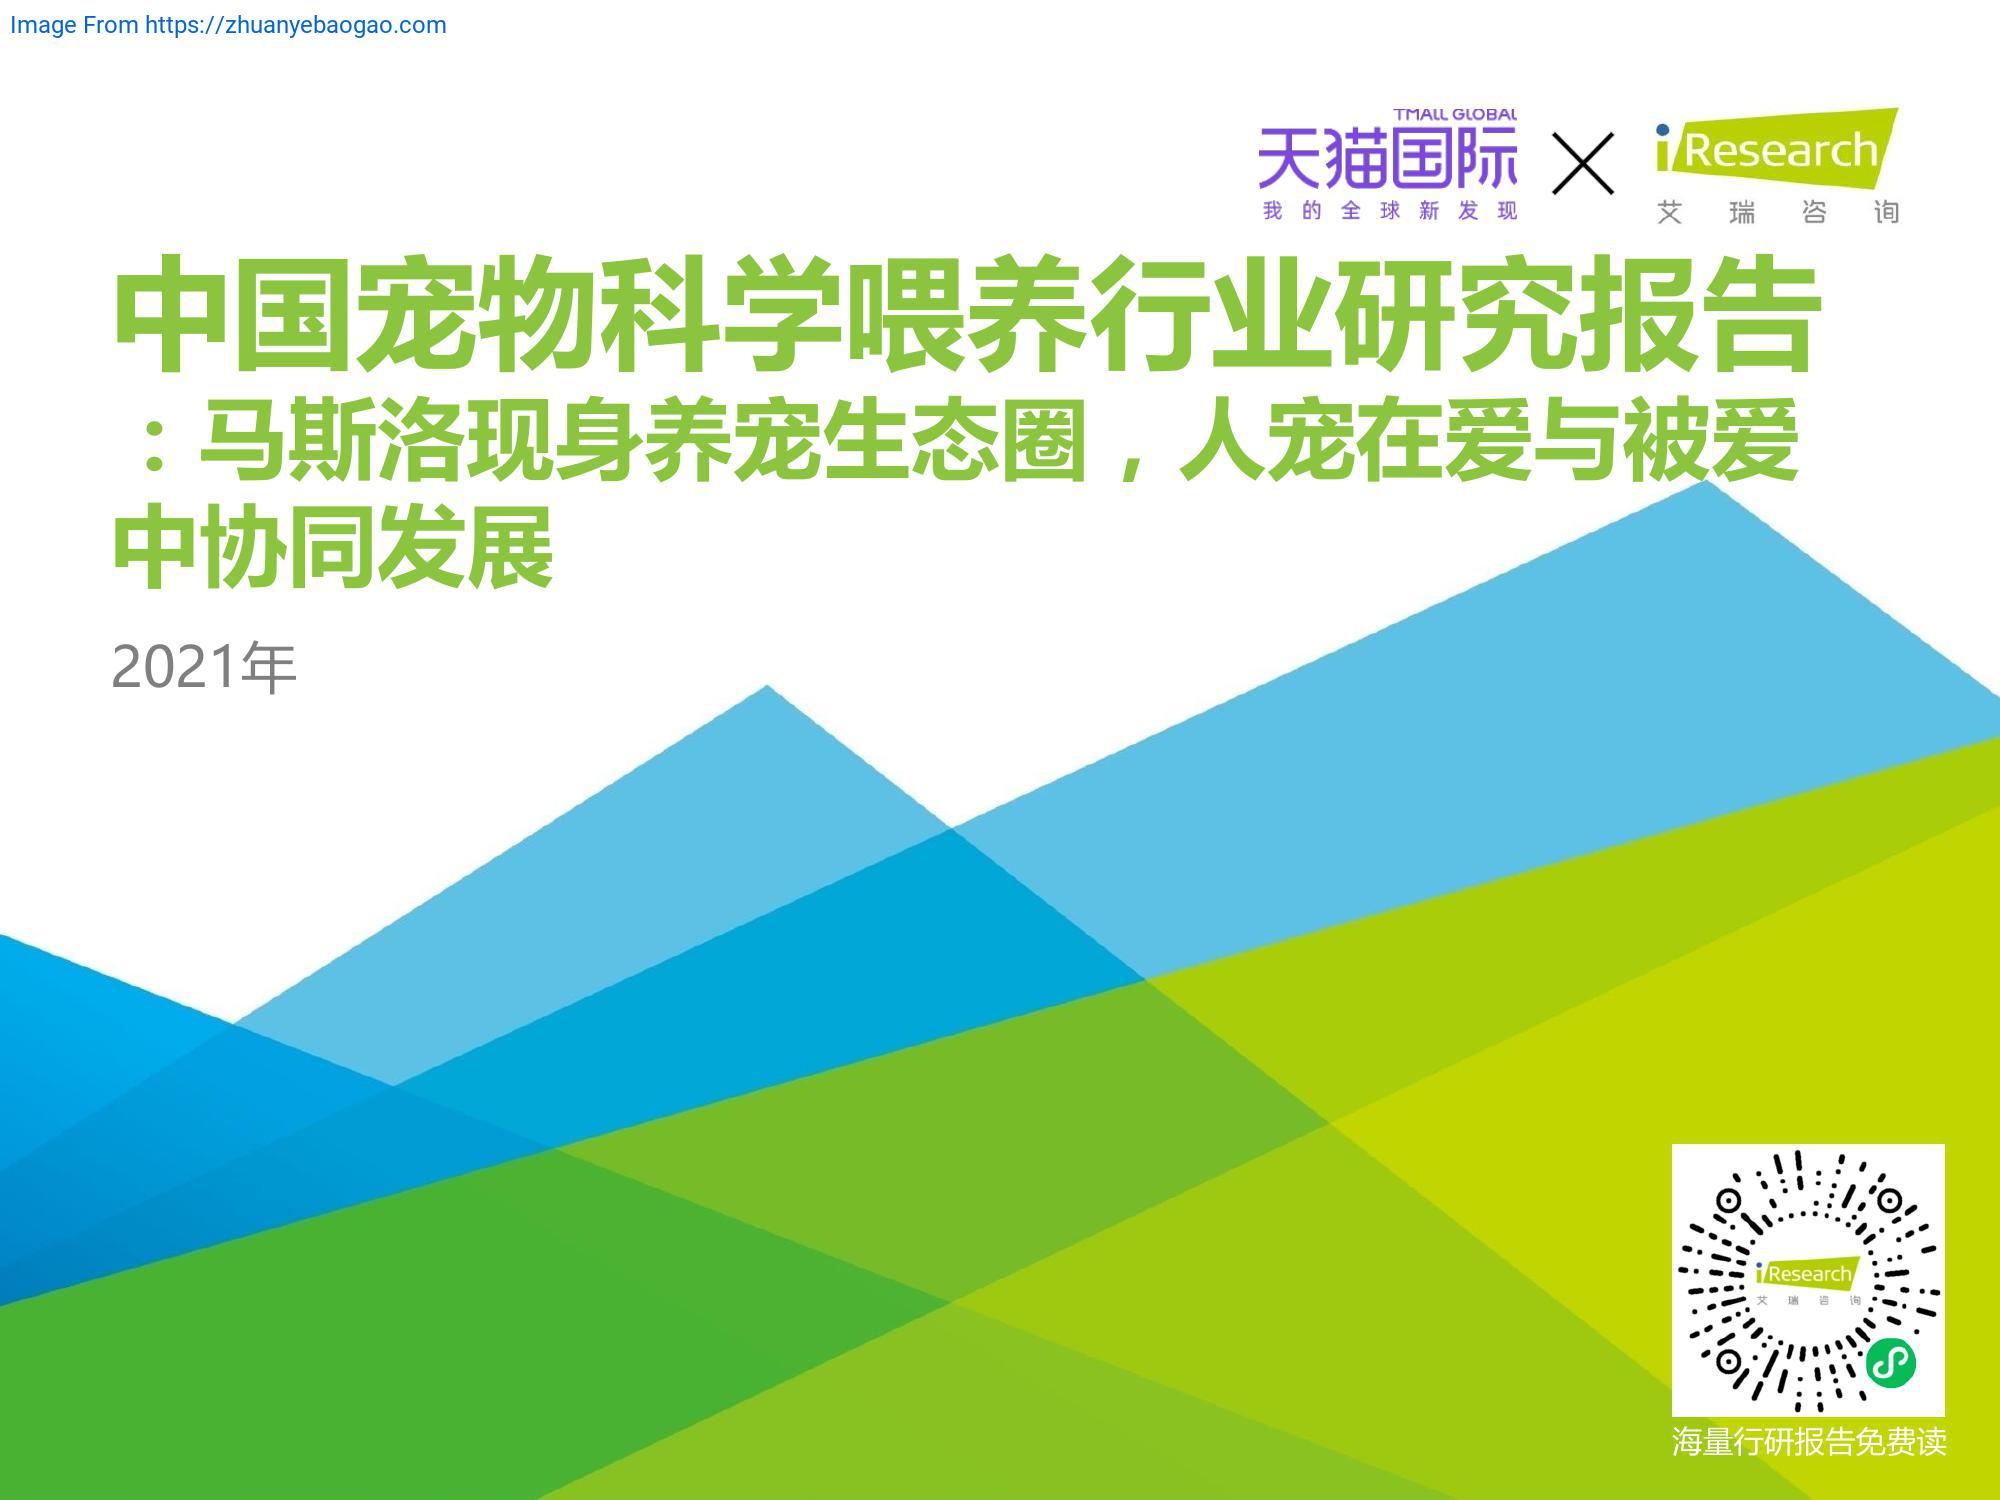 Image From https://zhuanyebaogao.com
TMALL GLOBAL
天猫国际
我的全球新发现
iResearch
艾瑞咨询
中国宠物科学喂养行业研究报告
：马斯洛现身养宠生态圈，人宠在爱与被爱
中协同发展
2021年
iResearch
艾瑞咨询
海量行研报告免费读